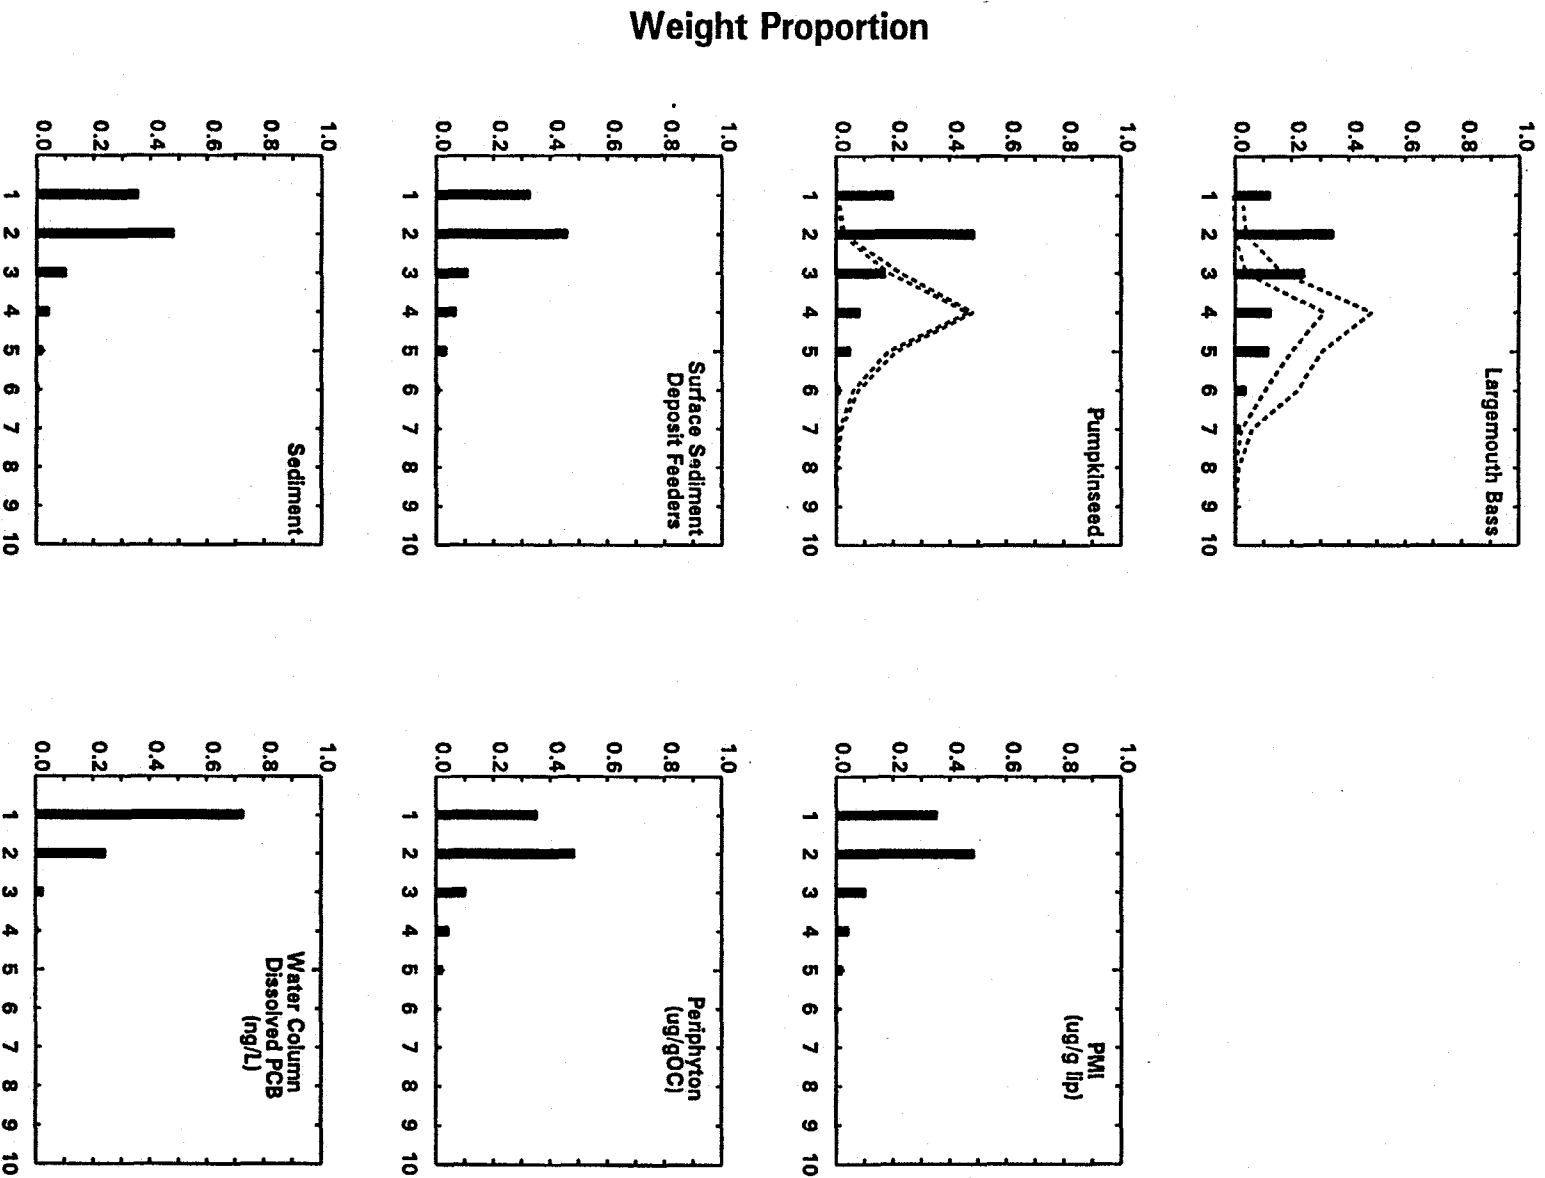 Weight Proportion
1.0
0.8
0.6
0.4
0.2
0.0
1 2 3 4 5 6 7 8 9 10
Largemouth Bass
1.0
0.8
0.6
0.4
0.2
0.0
1 2 3 4 5 6 7 8 9 10
Pumpkinseed
1.0
0.8
0.6
0.4
0.2
0.0
1 2 3 4 5 6 7 8 9 10
Surface Sediment
Deposit Feeders
1.0
0.8
0.6
0.4
0.2
0.0
1 2 3 4 5 6 7 8 9 10
Sediment
1.0
0.8
0.6
0.4
0.2
0.0
1 2 3 4 5 6 7 8 9 10
PMI
(ug/g lip)
1.0
0.8
0.6
0.4
0.2
0.0
1 2 3 4 5 6 7 8 9 10
Periphyton
(ug/gOC)
1.0
0.8
0.6
0.4
0.2
0.0
1 2 3 4 5 6 7 8 9 10
Water Column
Dissolved PCB
(ng/L)